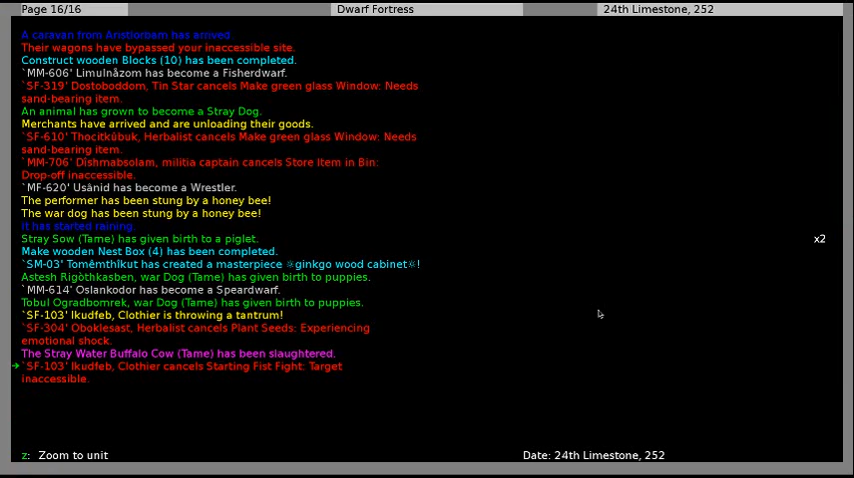 Page 16/16 Dwarf Fortress 24th Limestone, 252
A caravan from Anstiorbam has arrived.
Their wagons have bypassed your inaccessible site.
Construct wooden Blocks (10) has been completed.
`MM-606' Limulnåzom has become a Fisherdwarf.
`SF-319' Dostoboddom, Tin Star cancels Make green glass Window: Needs
sand-bearing item.
An animal has grown to become a Stray Dog.
Merchants have arrived and are unloading their goods.
`SF-610' Thocitkûbuk, Herbalist cancels Make green glass Window: Needs
sand-bearing item.
`MM-706' Dîshmabsolam, militia captain cancels Store Item in Bin:
Drop-off inaccessible.
`MF-620' Usânid has become a Wrestler.
The performer has been stung by a honey bee!
The war dog has been stung by a honey bee!
It has started raining.
Stray Sow (Tame) has given birth to a piglet. x2
Make wooden Nest Box (4) has been completed.
`SM-03' Tomêmthîkut has created a masterpiece ☼ginkgo wood cabinet☼!
Astesh Rigòthkasben, war Dog (Tame) has given birth to puppies.
`MM-614' Oslankodor has become a Speardwarf.
Tobul Ogradbomrek, war Dog (Tame) has given birth to puppies.
`SF-103' Ikudfeb, Clothier is throwing a tantrum!
`SF-304' Oboklesast, Herbalist cancels Plant Seeds: Experiencing
emotional shock.
The Stray Water Buffalo Cow (Tame) has been slaughtered.
`SF-103' Ikudfeb, Clothier cancels Starting Fist Fight: Target
inaccessible.
z: Zoom to unit Date: 24th Limestone, 252